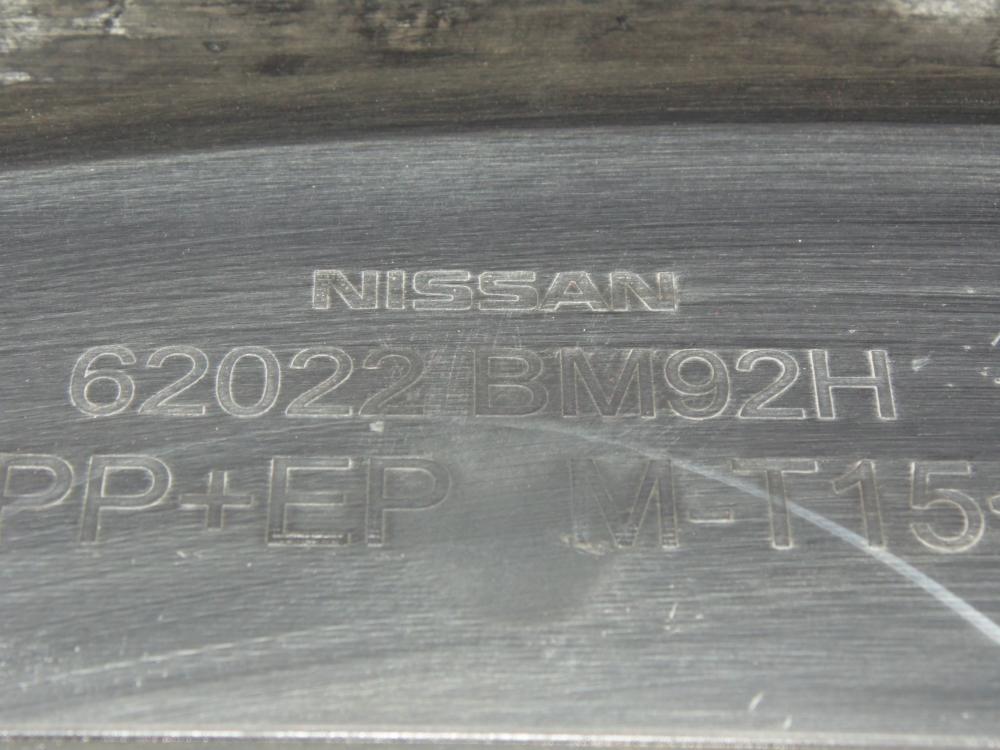 NISSAN
62022 BM92H
PP+EP M-T15